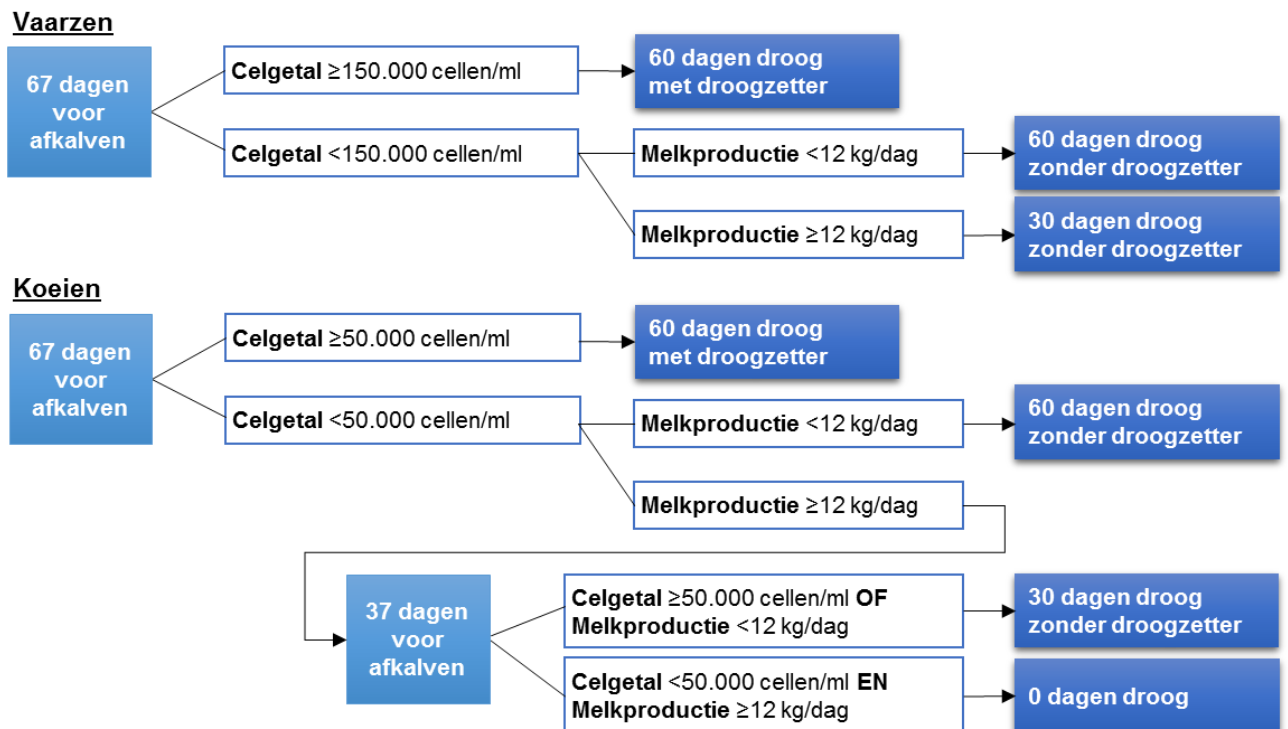 Vaarzen
67 dagen
voor
afkalven
Celgetal ≥150.000 cellen/ml
60 dagen droog
met droogzetter
Celgetal <150.000 cellen/ml
Melkproductie <12 kg/dag
60 dagen droog
zonder droogzetter
Melkproductie ≥12 kg/dag
30 dagen droog
zonder droogzetter
Koeien
67 dagen
voor
afkalven
Celgetal ≥50.000 cellen/ml
60 dagen droog
met droogzetter
Celgetal <50.000 cellen/ml
Melkproductie <12 kg/dag
60 dagen droog
zonder droogzetter
Melkproductie ≥12 kg/dag
37 dagen
voor
afkalven
Celgetal ≥50.000 cellen/ml OF
Melkproductie <12 kg/dag
30 dagen droog
zonder droogzetter
Celgetal <50.000 cellen/ml EN
Melkproductie ≥12 kg/dag
0 dagen droog